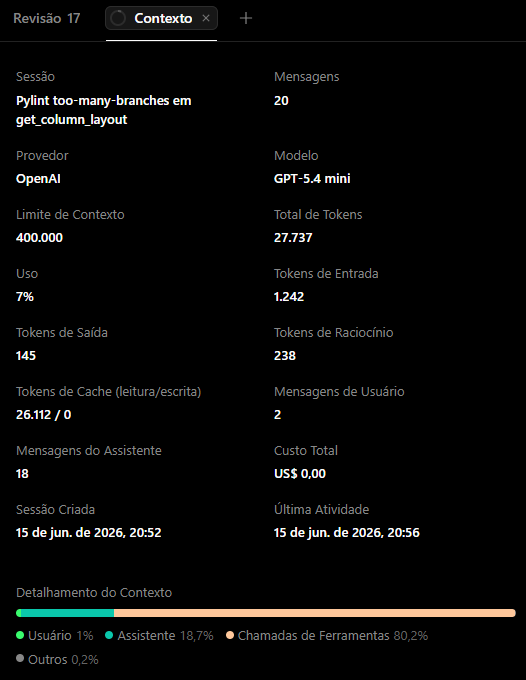 Revisão 17
Contexto
Sessão
Mensagens
Pylint too-many-branches em
get_column_layout
20
Provedor
Modelo
OpenAI
GPT-5.4 mini
Limite de Contexto
Total de Tokens
400.000
27.737
Uso
Tokens de Entrada
7%
1.242
Tokens de Saída
Tokens de Raciocínio
145
238
Tokens de Cache (leitura/escrita)
Mensagens de Usuário
26.112 / 0
2
Mensagens do Assistente
Custo Total
18
US$ 0,00
Sessão Criada
Última Atividade
15 de jun. de 2026, 20:52
15 de jun. de 2026, 20:56
Detalhamento do Contexto
Usuário 1% Assistente 18,7% Chamadas de Ferramentas 80,2%
Outros 0,2%